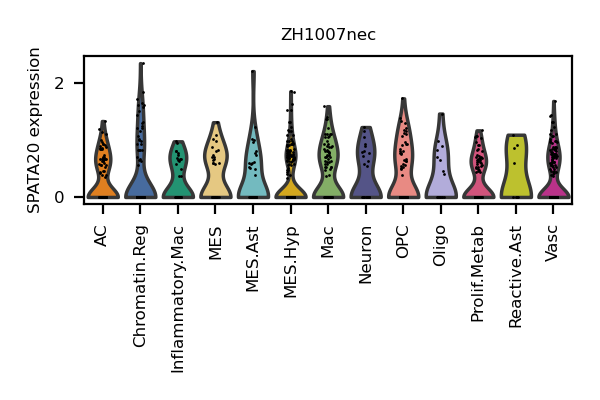 ZH1007nec
SPATA20 expression
2
0
AC
Chromatin.Reg
Inflammatory.Mac
MES
MES.Ast
MES.Hyp
Mac
Neuron
OPC
Oligo
Prolif.Metab
Reactive.Ast
Vasc